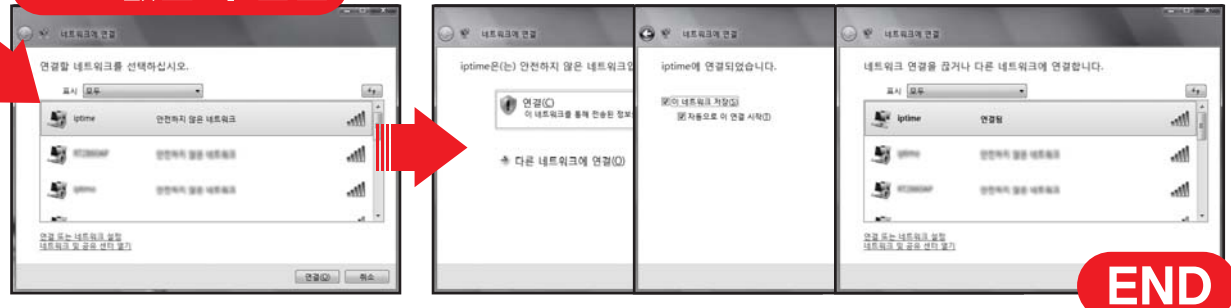 네트워크에 연결
연결할 네트워크를 선택하십시오.
표시 모두
iptime 안전하지 않은 네트워크
연결 또는 네트워크 설정
네트워크 및 공유 센터 열기
연결(O) 취소
네트워크에 연결
iptime은(는) 안전하지 않은 네트워크입
연결(C)
이 네트워크를 통해 전송된 정보
다른 네트워크에 연결(O)
네트워크에 연결
iptime에 연결되었습니다.
이 네트워크 저장(S)
자동으로 이 연결 시작(T)
네트워크에 연결
네트워크 연결을 끊거나 다른 네트워크에 연결합니다.
표시 모두
iptime 연결됨
연결 또는 네트워크 설정
네트워크 및 공유 센터 열기
END